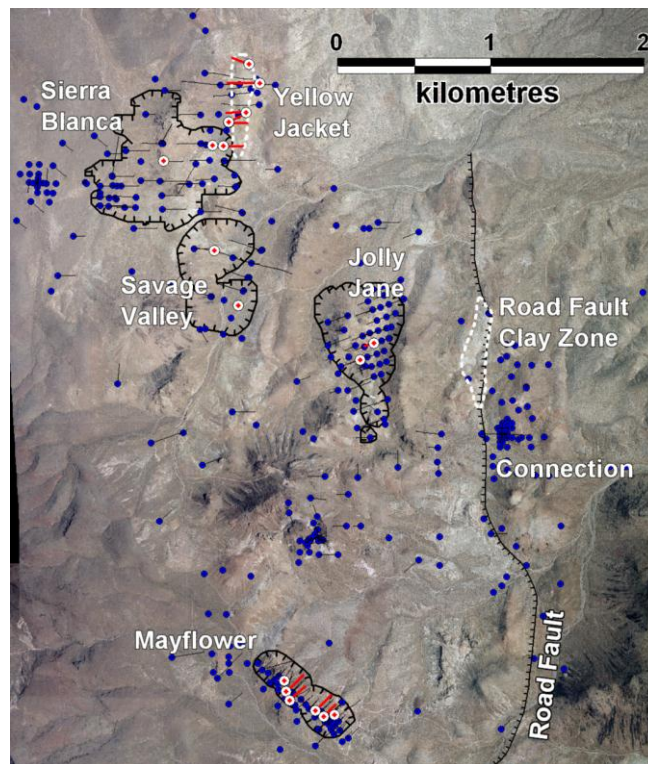 0 1 2
kilometres
Sierra
Blanca
Yellow
Jacket
Savage
Valley
Jolly
Jane
Road Fault
Clay Zone
Connection
Mayflower
Road Fault